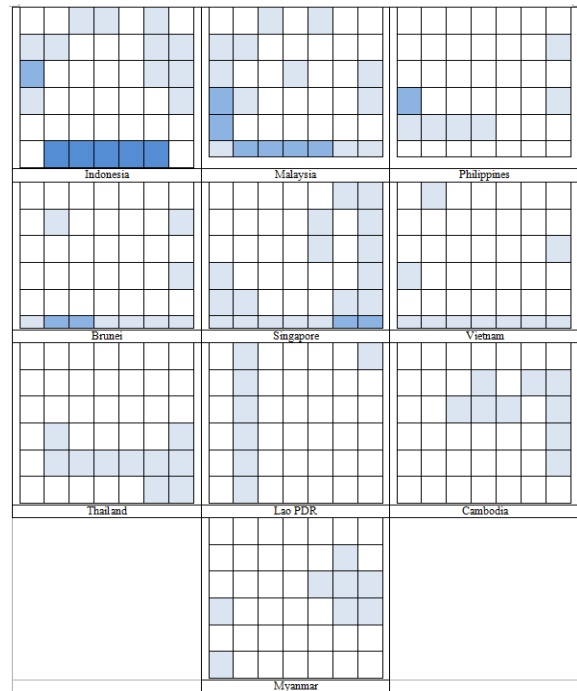 Indonesia
Malaysia
Philippines
Brunei
Singapore
Vietnam
Thailand
Lao PDR
Cambodia
Myanmar